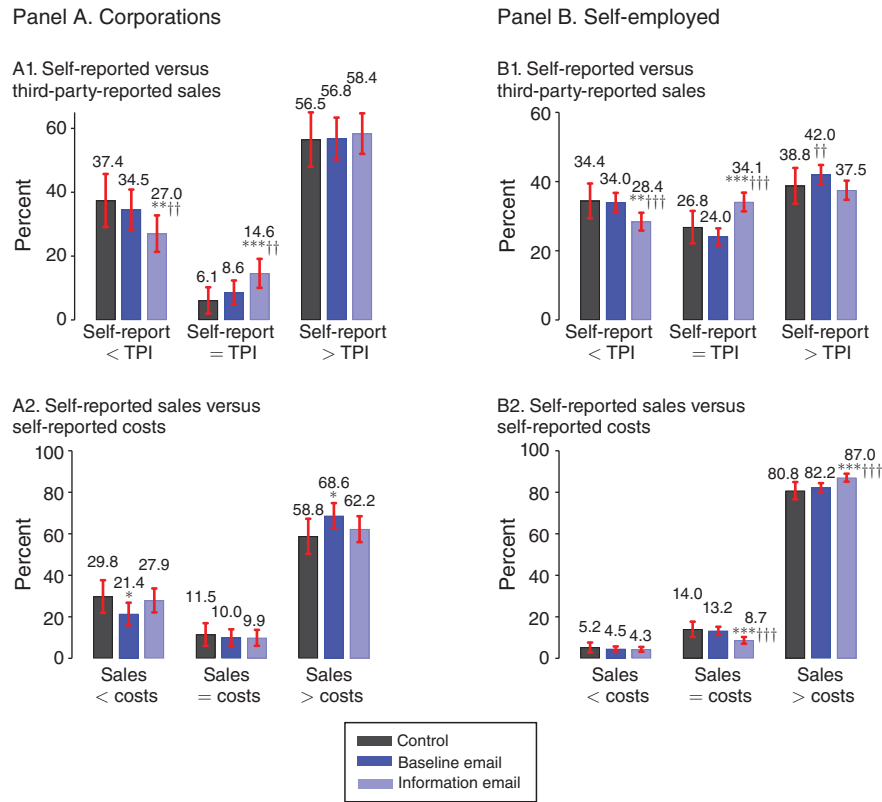 Panel A. Corporations
A1. Self-reported versus
third-party-reported sales
Percent
60
40
20
0
37.4
34.5
27.0
**††
6.1
8.6
14.6
***††
56.5
56.8
58.4
Self-report
< TPI
Self-report
= TPI
Self-report
> TPI
A2. Self-reported sales versus
self-reported costs
Percent
100
80
60
40
20
0
29.8
21.4
*
27.9
11.5
10.0
9.9
58.8
68.6
*
62.2
Sales
< costs
Sales
= costs
Sales
> costs
Panel B. Self-employed
B1. Self-reported versus
third-party-reported sales
Percent
60
40
20
0
34.4
34.0
28.4
**†††
26.8
24.0
34.1
***†††
38.8
42.0
††
37.5
Self-report
< TPI
Self-report
= TPI
Self-report
> TPI
B2. Self-reported sales versus
self-reported costs
Percent
100
80
60
40
20
0
5.2
4.5
4.3
14.0
13.2
8.7
***†††
80.8
82.2
87.0
***†††
Sales
< costs
Sales
= costs
Sales
> costs
Control
Baseline email
Information email